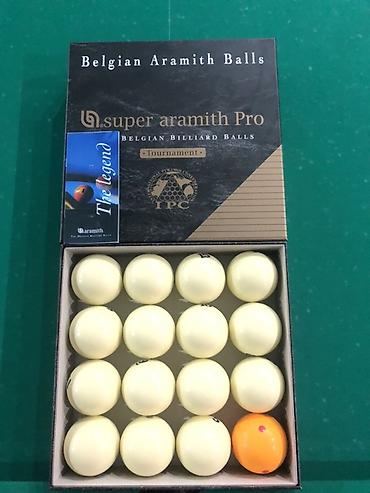 Belgian Aramith Balls
super aramith Pro
BELGIAN BILLIARD BALLS
• Tournament •
IPC
The legend
aramith